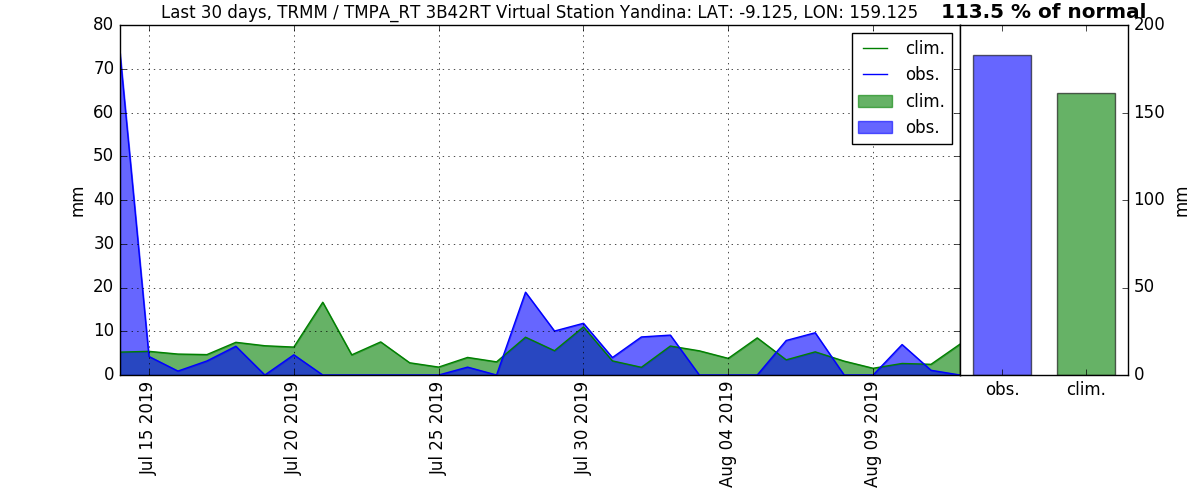 Last 30 days, TRMM / TMPA_RT 3B42RT Virtual Station Yandina: LAT: -9.125, LON: 159.125
113.5 % of normal
80
70
60
50
40
30
20
10
0
mm
clim.
obs.
clim.
obs.
200
150
100
50
0
mm
Jul 15 2019
Jul 20 2019
Jul 25 2019
Jul 30 2019
Aug 04 2019
Aug 09 2019
obs.
clim.